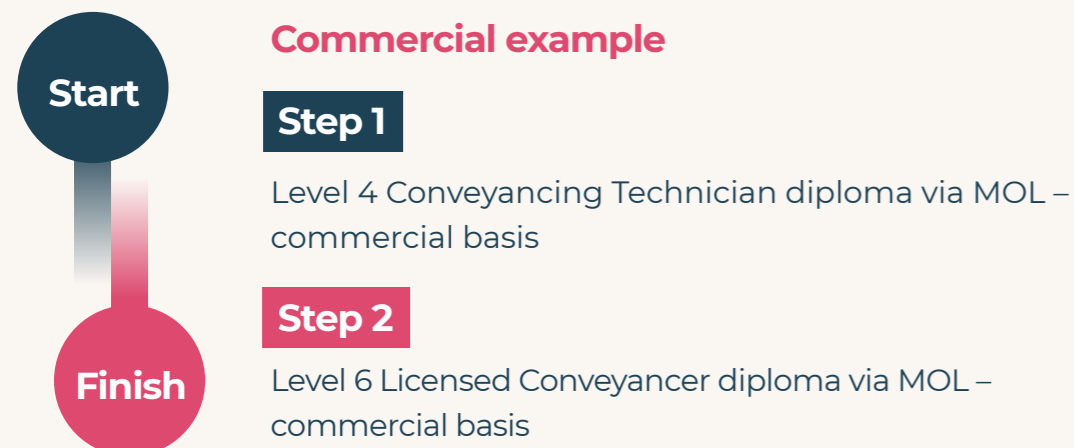 Start
Commercial example
Step 1
Level 4 Conveyancing Technician diploma via MOL –
commercial basis
Step 2
Finish
Level 6 Licensed Conveyancer diploma via MOL –
commercial basis